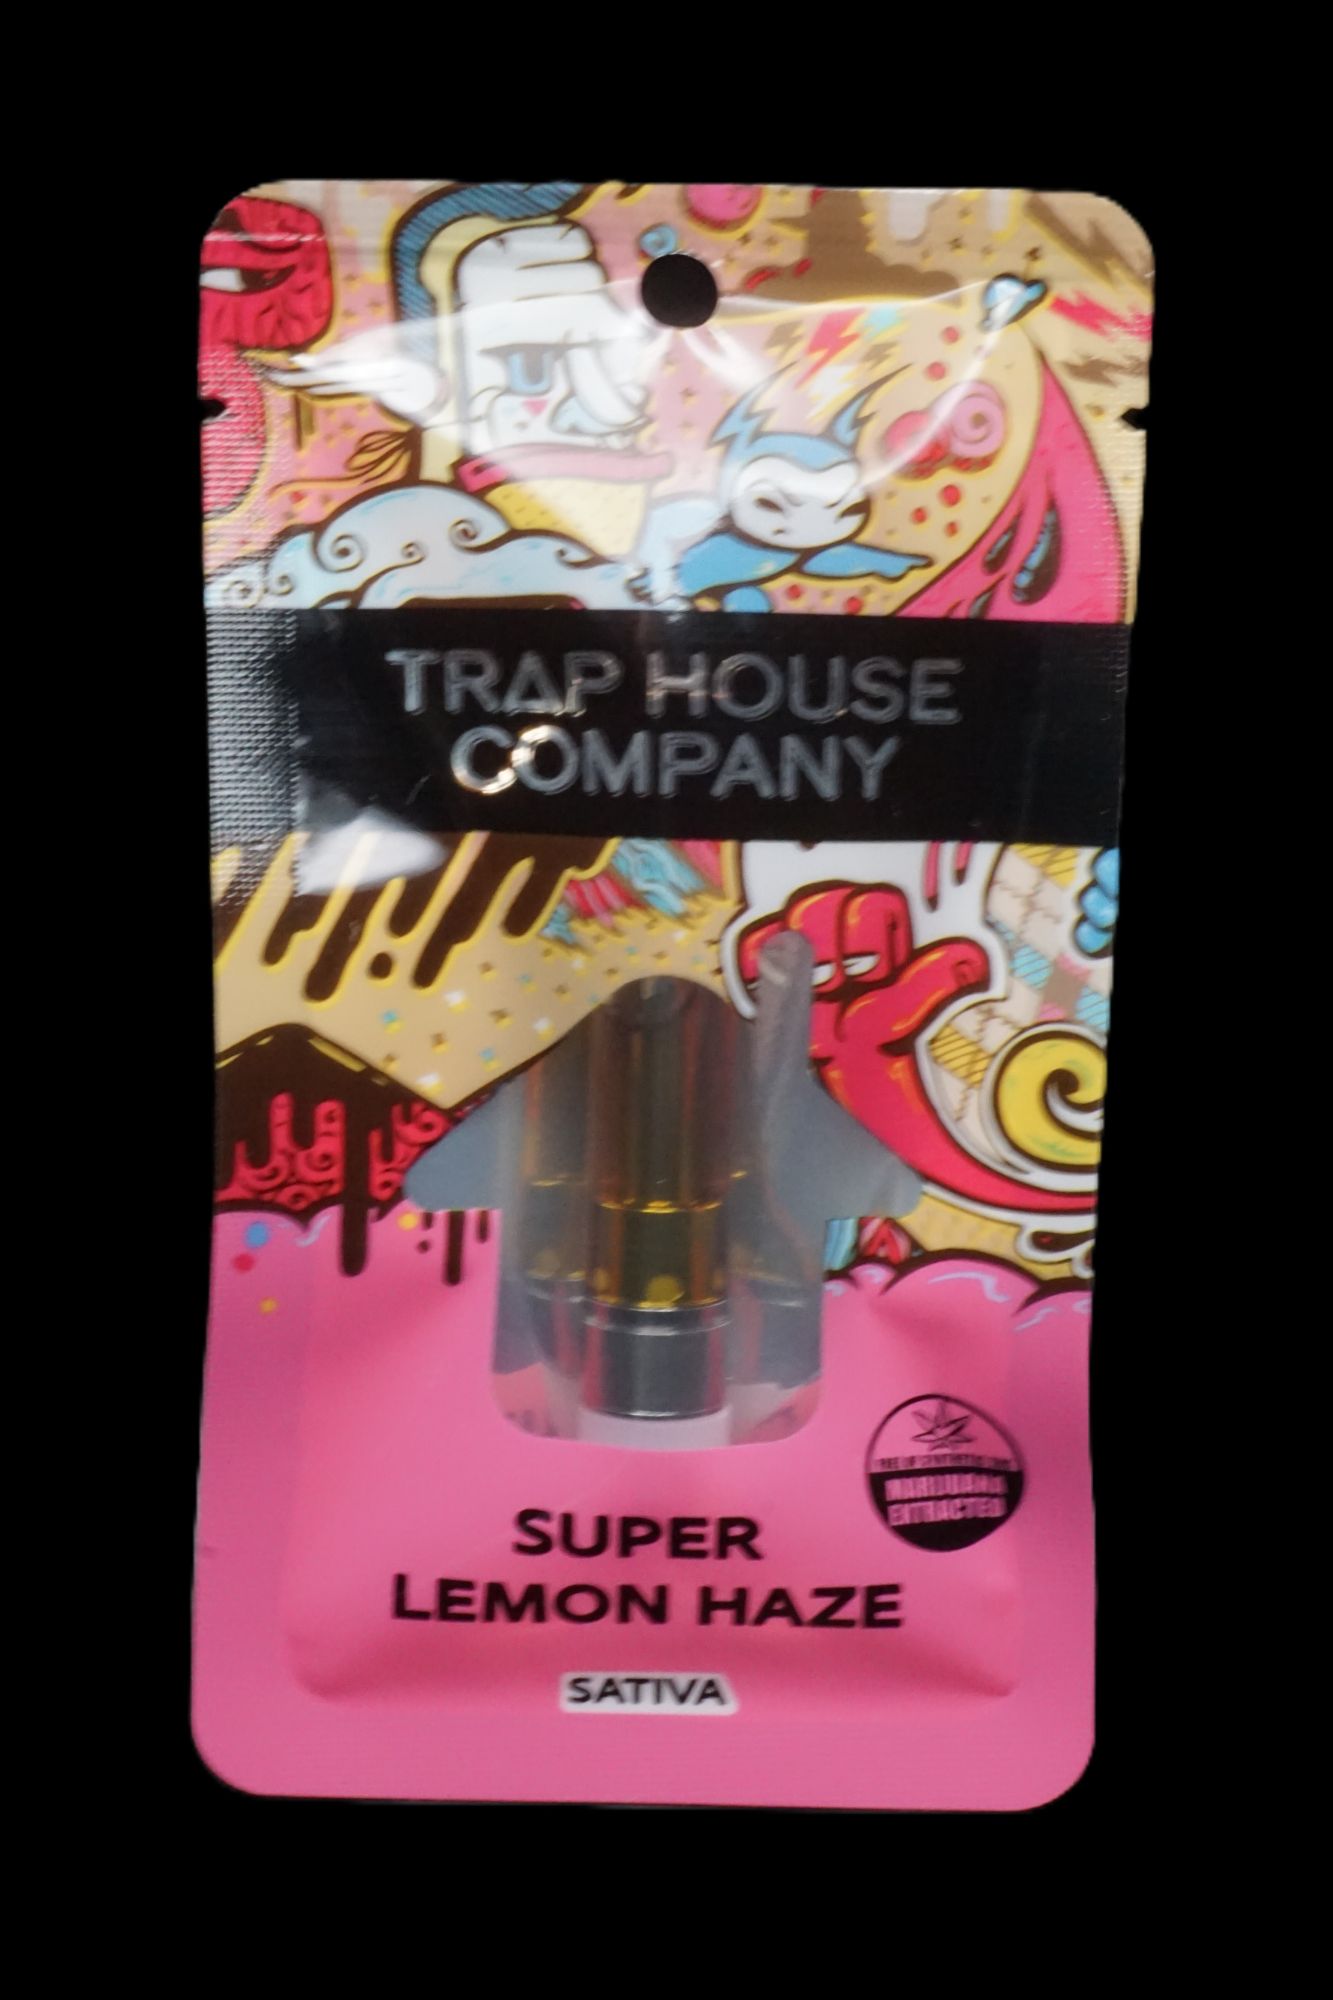 TRAP HOUSE
COMPANY
MARIJUANA
EXTRACTED
SUPER
LEMON HAZE
SATIVA